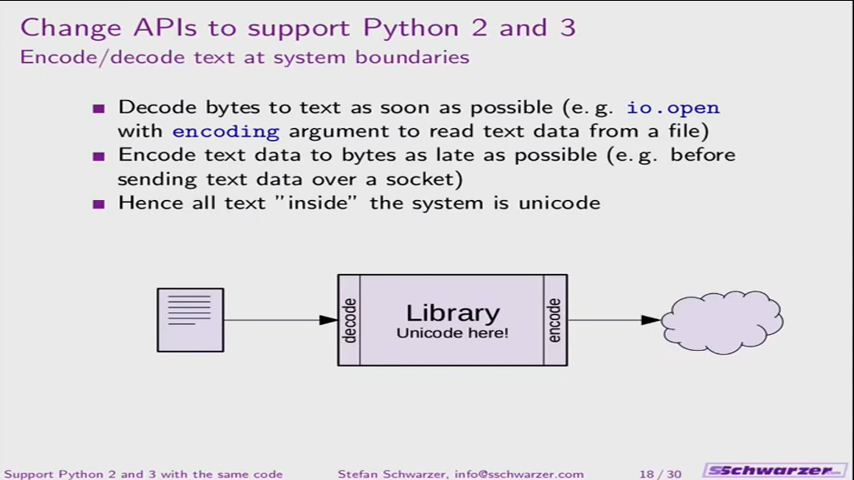 Change APIs to support Python 2 and 3
Encode/decode text at system boundaries
Decode bytes to text as soon as possible (e. g. io.open
with encoding argument to read text data from a file)
Encode text data to bytes as late as possible (e. g. before
sending text data over a socket)
Hence all text ”inside” the system is unicode
decode
Library
Unicode here!
encode
Support Python 2 and 3 with the same code
Stefan Schwarzer, info@sschwarzer.com
18 / 30
SSchwarzer.com